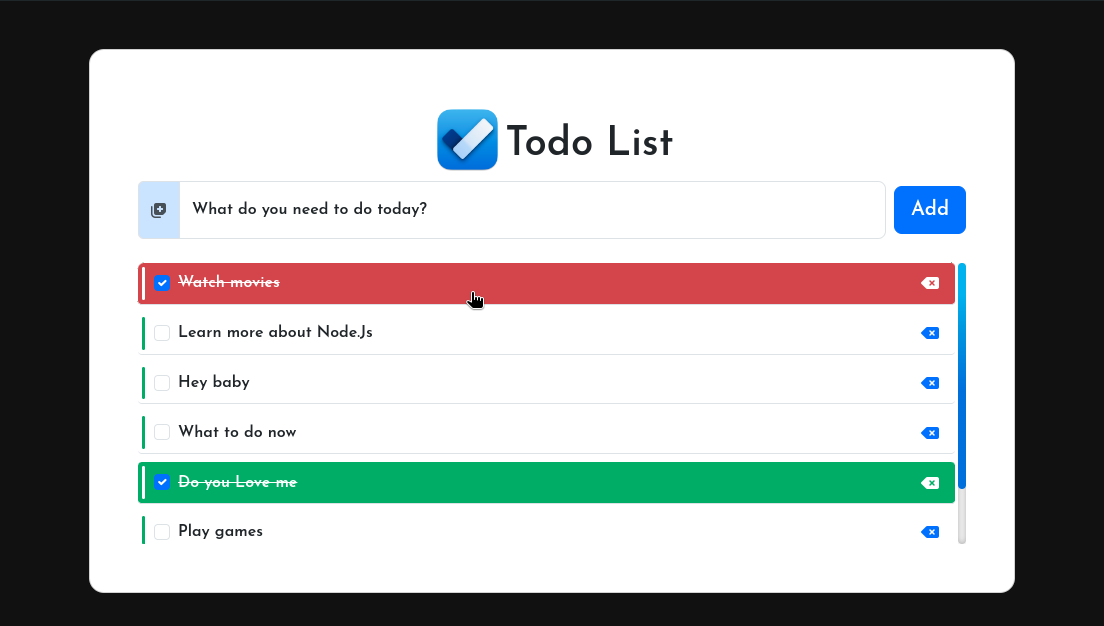 Todo List
What do you need to do today?
Add
Watch movies
Learn more about Node.Js
Hey baby
What to do now
Do you Love me
Play games